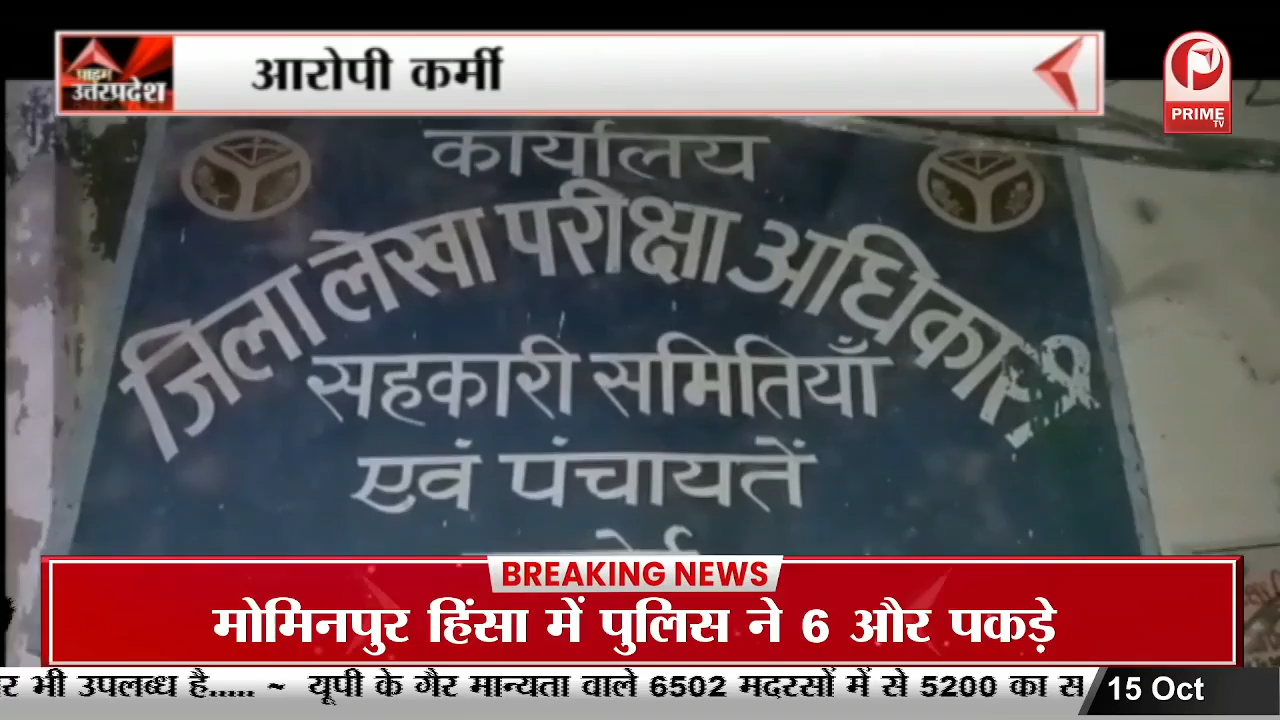 प्राइम
उत्तरप्रदेश
आरोपी कर्मी
PRIME
TV
कार्यालय
जिला लेखा परीक्षा अधिकारी
सहकारी समितियाँ
एवं पंचायतें
BREAKING NEWS
मोमिनपुर हिंसा में पुलिस ने 6 और पकड़े
र भी उपलब्ध है..... ~ यूपी के गैर मान्यता वाले 6502 मदरसों में से 5200 का स
15 Oct